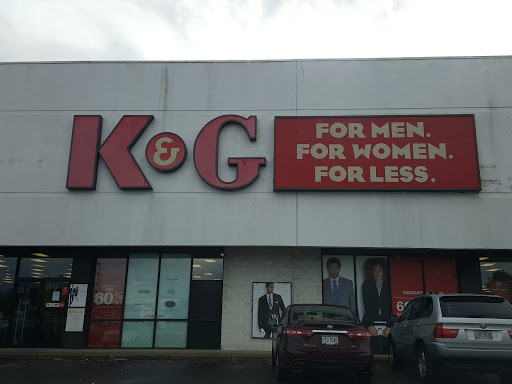 K&G
FOR MEN.
FOR WOMEN.
FOR LESS.
60%